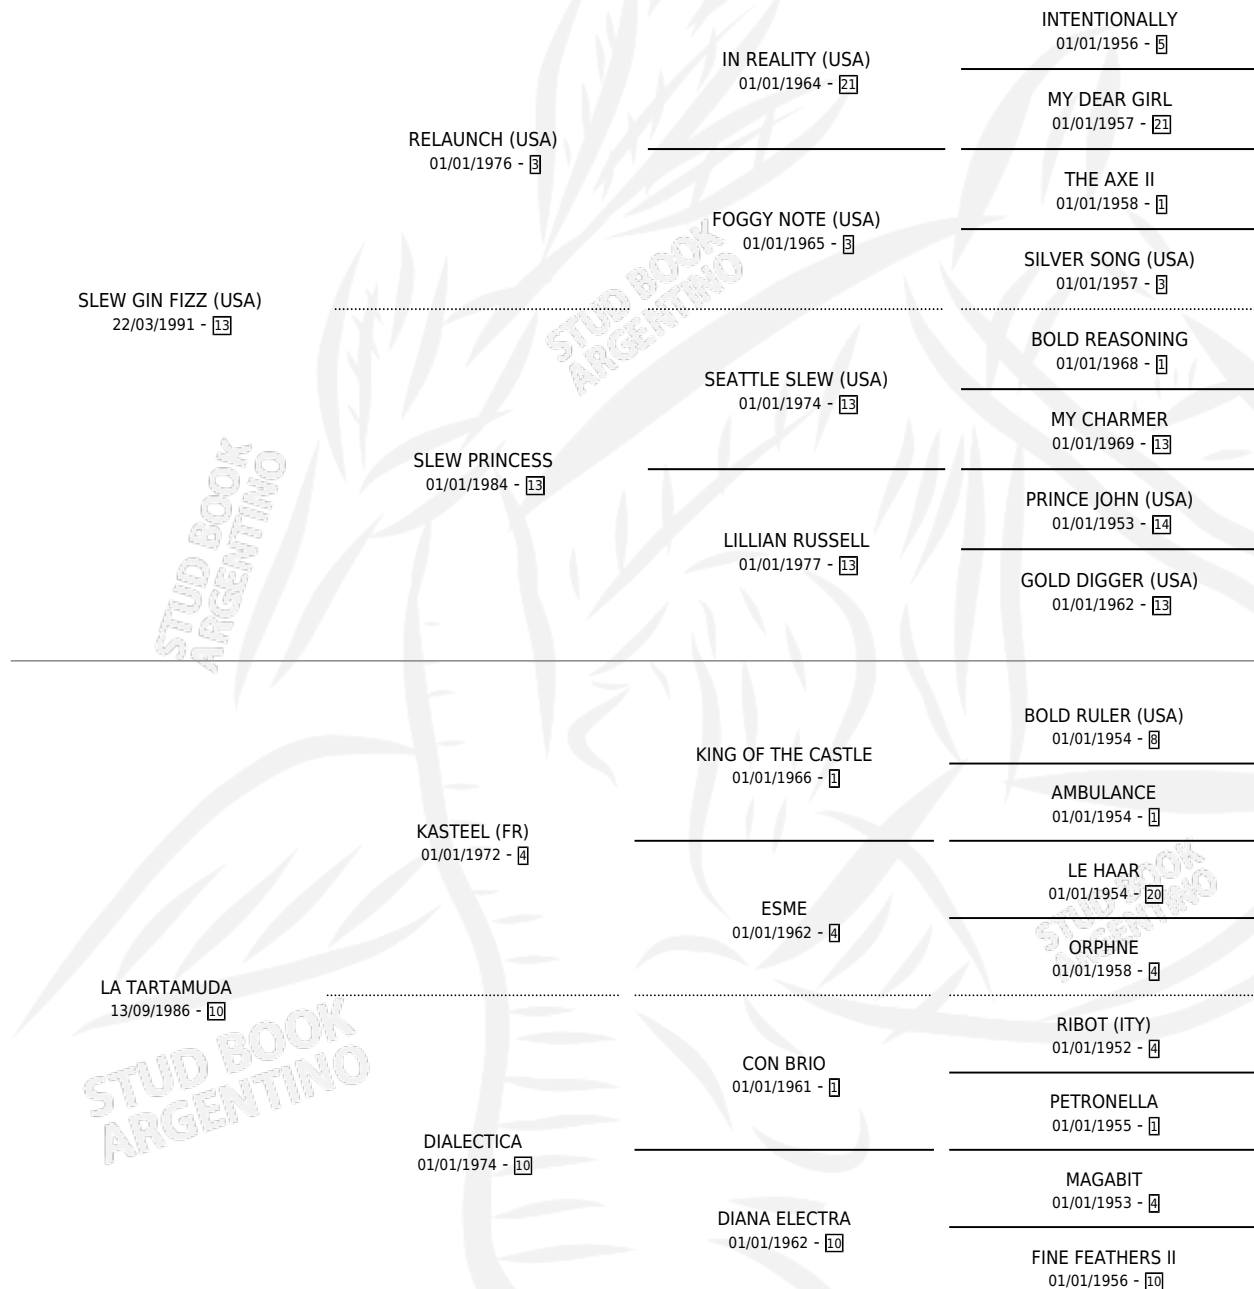 INTENTIONALLY
01/01/1956 - 5
IN REALITY (USA)
01/01/1964 - 21
MY DEAR GIRL
01/01/1957 - 21
RELAUNCH (USA)
01/01/1976 - 3
THE AXE II
01/01/1958 - 1
FOGGY NOTE (USA)
01/01/1965 - 3
SILVER SONG (USA)
01/01/1957 - 3
SLEW GIN FIZZ (USA)
22/03/1991 - 13
BOLD REASONING
01/01/1968 - 1
SEATTLE SLEW (USA)
01/01/1974 - 13
MY CHARMER
01/01/1969 - 13
SLEW PRINCESS
01/01/1984 - 13
PRINCE JOHN (USA)
01/01/1953 - 14
LILLIAN RUSSELL
01/01/1977 - 13
GOLD DIGGER (USA)
01/01/1962 - 13
BOLD RULER (USA)
01/01/1954 - 8
KING OF THE CASTLE
01/01/1966 - 1
AMBULANCE
01/01/1954 - 1
KASTEEL (FR)
01/01/1972 - 4
LE HAAR
01/01/1954 - 20
ESME
01/01/1962 - 4
ORPHNE
01/01/1958 - 4
LA TARTAMUDA
13/09/1986 - 10
RIBOT (ITY)
01/01/1952 - 4
CON BRIO
01/01/1961 - 1
PETRONELLA
01/01/1955 - 1
DIALECTICA
01/01/1974 - 10
MAGABIT
01/01/1953 - 4
DIANA ELECTRA
01/01/1962 - 10
FINE FEATHERS II
01/01/1956 - 10
STUD BOOK
ARGENTINO
STUD BOOK
ARGENTINO
STUD BOOK
ARGENTINO
STUD BOOK
ARGENTINO